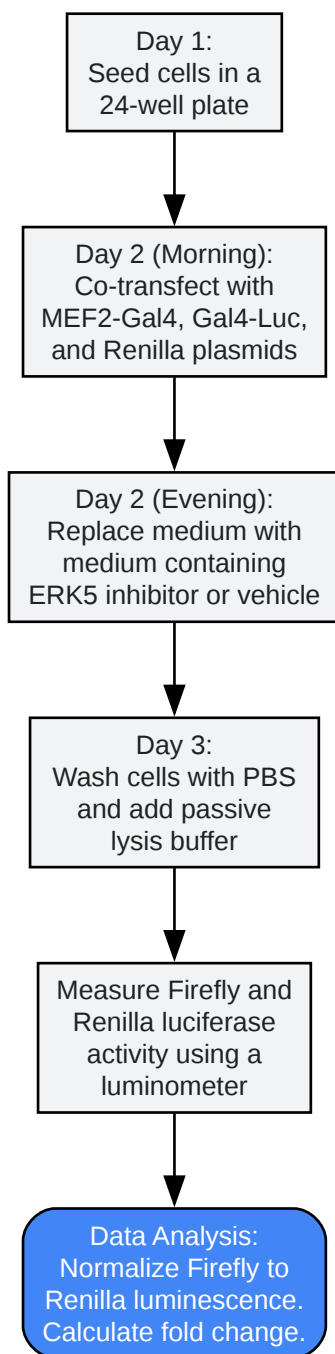 Day 1:
Seed cells in a
24-well plate
Day 2 (Morning):
Co-transfect with
MEF2-Gal4, Gal4-Luc,
and Renilla plasmids
Day 2 (Evening):
Replace medium with
medium containing
ERK5 inhibitor or vehicle
Day 3:
Wash cells with PBS
and add passive
lysis buffer
Measure Firefly and
Renilla luciferase
activity using a
luminometer
Data Analysis:
Normalize Firefly to
Renilla luminescence.
Calculate fold change.